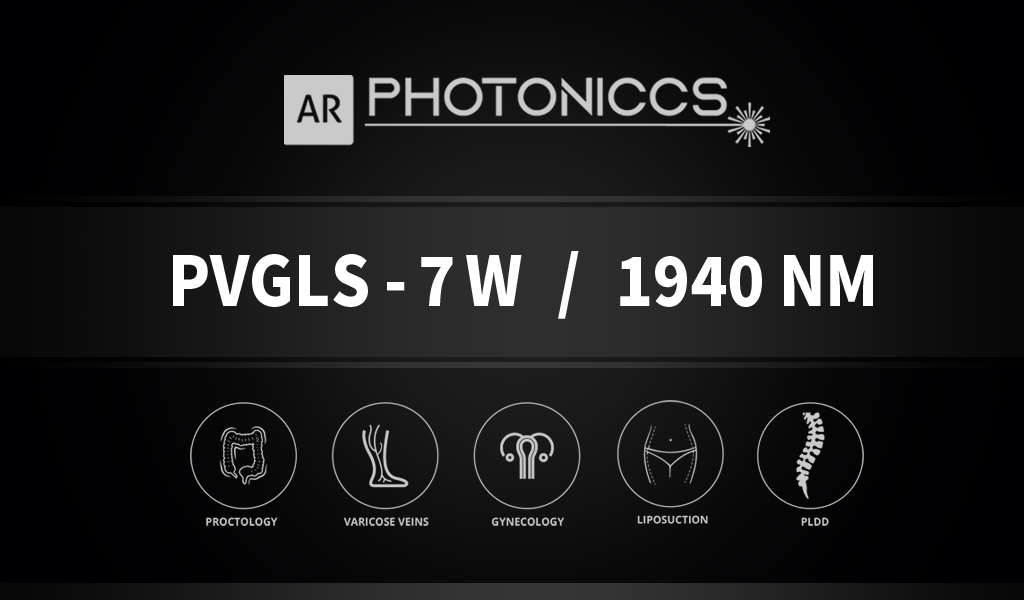 AR PHOTONICCS
PVGLS - 7 W / 1940 NM
PROCTOLOGY VARICOSE VEINS GYNECOLOGY LIPOSUCTION PLDD